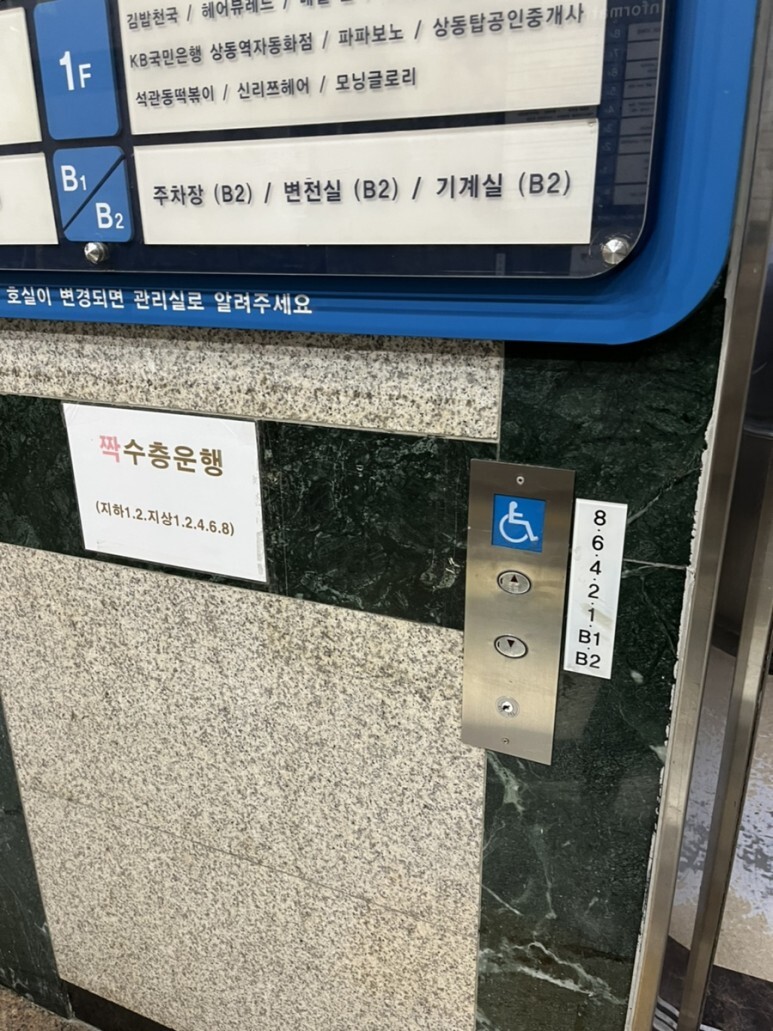 1F
김밥천국 / 헤어뮤레드 /
KB국민은행 상동역자동화점 / 파파보노 / 상동탑공인중개사
석관동떡볶이 / 신리쯔헤어 / 모닝글로리
B1
B2
주차장 (B2) / 변전실 (B2) / 기계실 (B2)
호실이 변경되면 관리실로 알려주세요
짝수층운행
(지하1.2.지상1.2.4.6.8)
8.
6.
4.
2.
1.
B1
B2